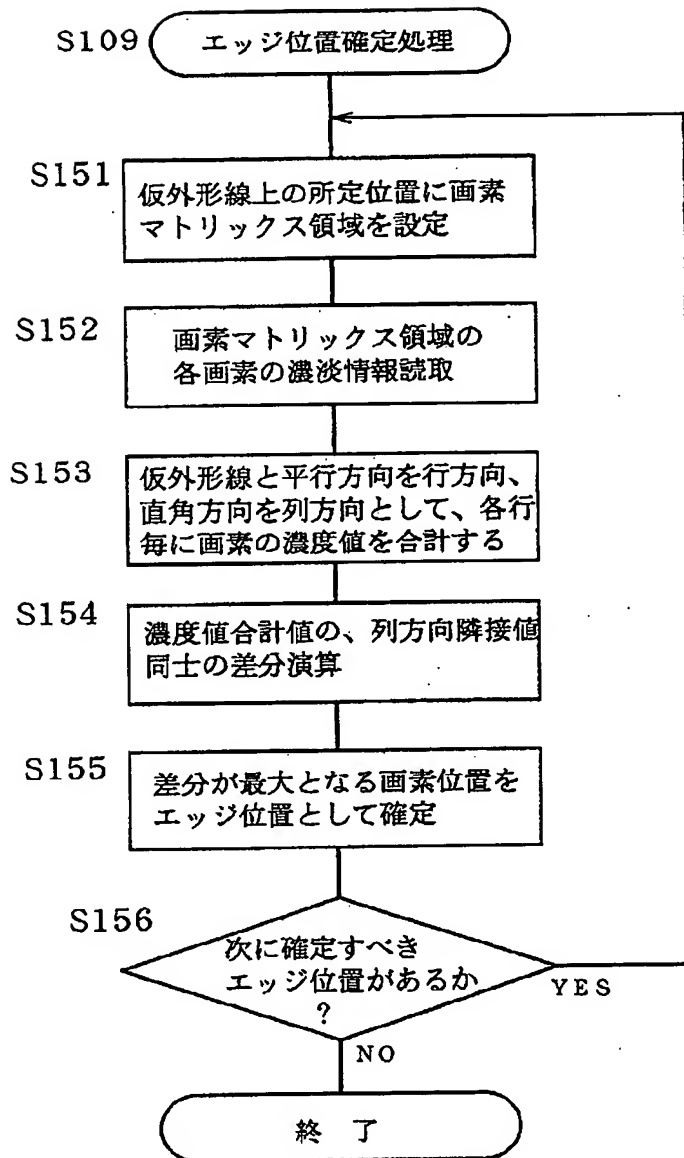 S109
エッジ位置確定処理
S151
仮外形線上の所定位置に画素
マトリックス領域を設定
S152
画素マトリックス領域の
各画素の濃淡情報読取
S153
仮外形線と平行方向を行方向、
直角方向を列方向として、各行
毎に画素の濃度値を合計する
S154
濃度値合計値の、列方向隣接値
同士の差分演算
S155
差分が最大となる画素位置を
エッジ位置として確定
S156
次に確定すべき
エッジ位置があるか
?
YES
NO
終 了